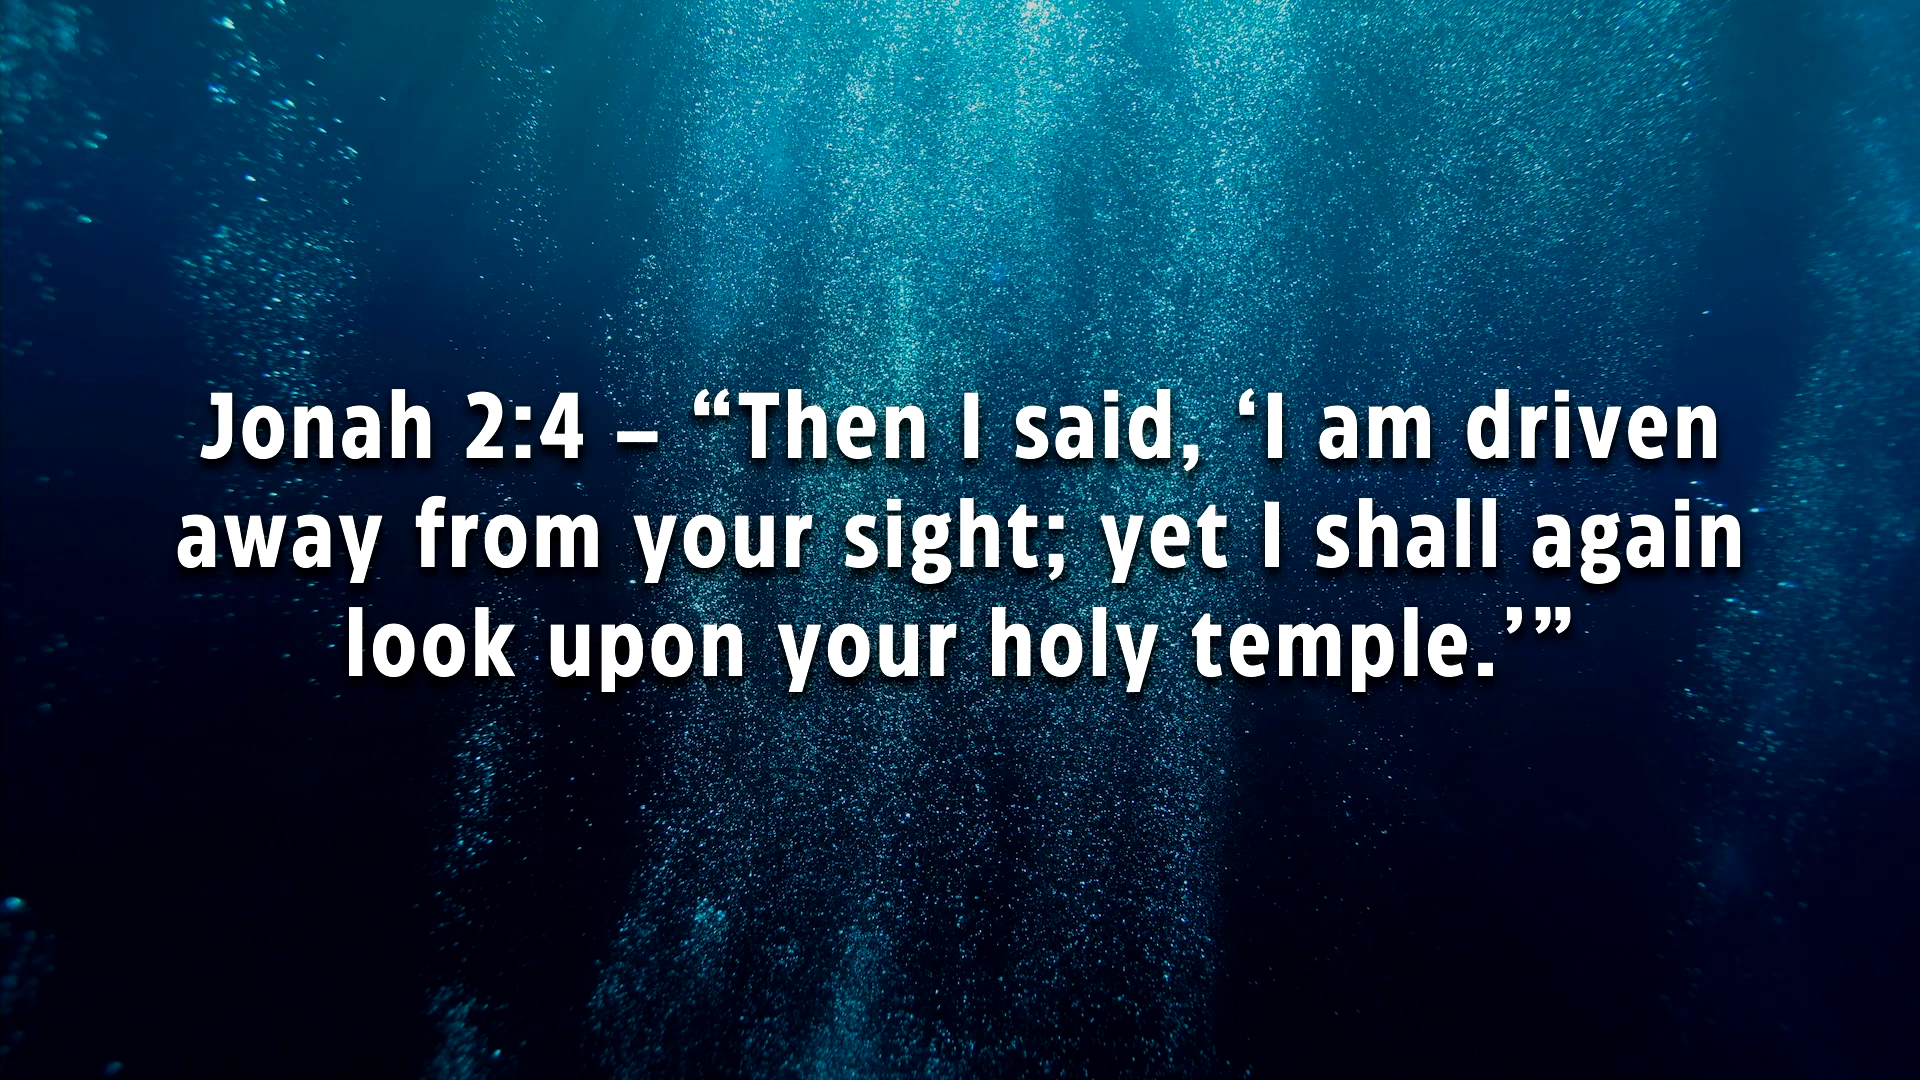 Jonah 2:4 – “Then I said, ‘I am driven
away from your sight; yet I shall again
look upon your holy temple.’”